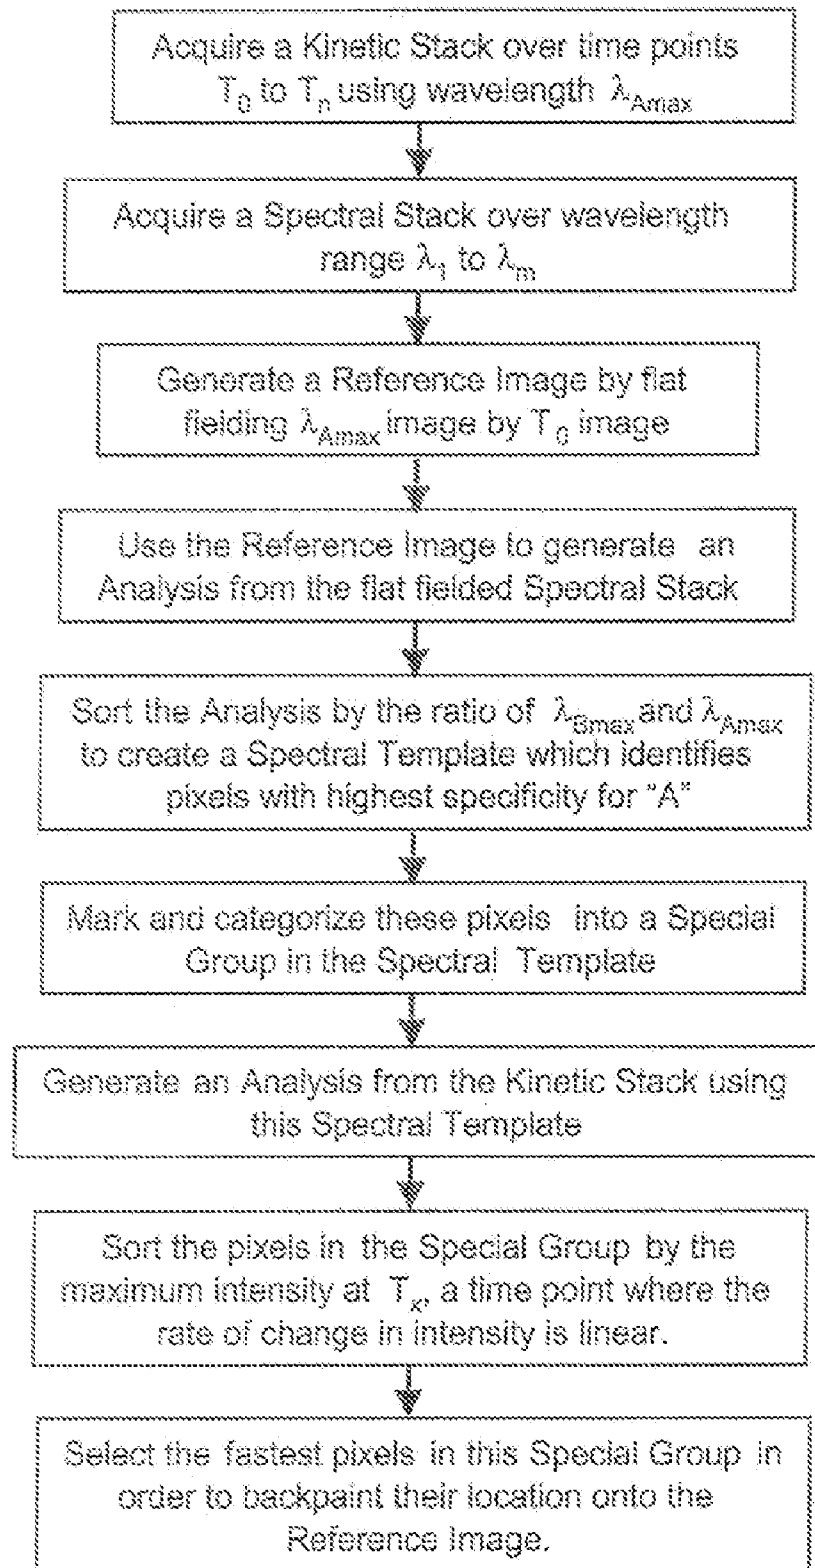 Acquire a Kinetic Stack over time points
T₀ to Tₙ using wavelength λAmax
Acquire a Spectral Stack over wavelength
range λ₁ to λₘ
Generate a Reference Image by flat
fielding λAmax image by T₀ image
Use the Reference Image to generate an
Analysis from the flat fielded Spectral Stack
Sort the Analysis by the ratio of λBmax and λAmax
to create a Spectral Template which identifies
pixels with highest specificity for “A”
Mark and categorize these pixels into a Special
Group in the Spectral Template
Generate an Analysis from the Kinetic Stack using
this Spectral Template
Sort the pixels in the Special Group by the
maximum intensity at Tₓ, a time point where the
rate of change in intensity is linear.
Select the fastest pixels in this Special Group in
order to backpaint their location onto the
Reference Image.